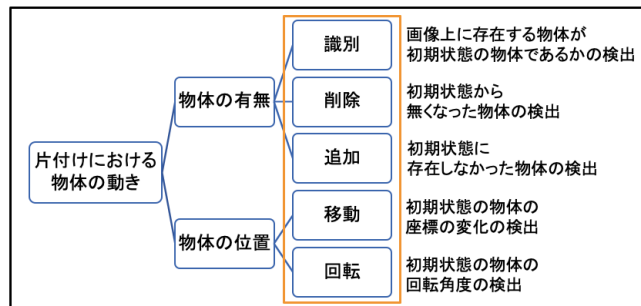 片付けにおける
物体の動き
物体の有無
物体の位置
識別
画像上に存在する物体が
初期状態の物体であるかの検出
削除
初期状態から
無くなった物体の検出
追加
初期状態に
存在しなかった物体の検出
移動
初期状態の物体の
座標の変化の検出
回転
初期状態の物体の
回転角度の検出